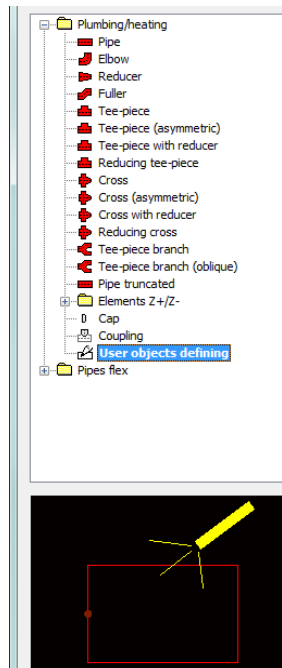 Plumbing/heating
Pipe
Elbow
Reducer
Fuller
Tee-piece
Tee-piece (asymmetric)
Tee-piece with reducer
Reducing tee-piece
Cross
Cross (asymmetric)
Cross with reducer
Reducing cross
Tee-piece branch
Tee-piece branch (oblique)
Pipe truncated
Elements Z+/Z-
Cap
Coupling
User objects defining
Pipes flex